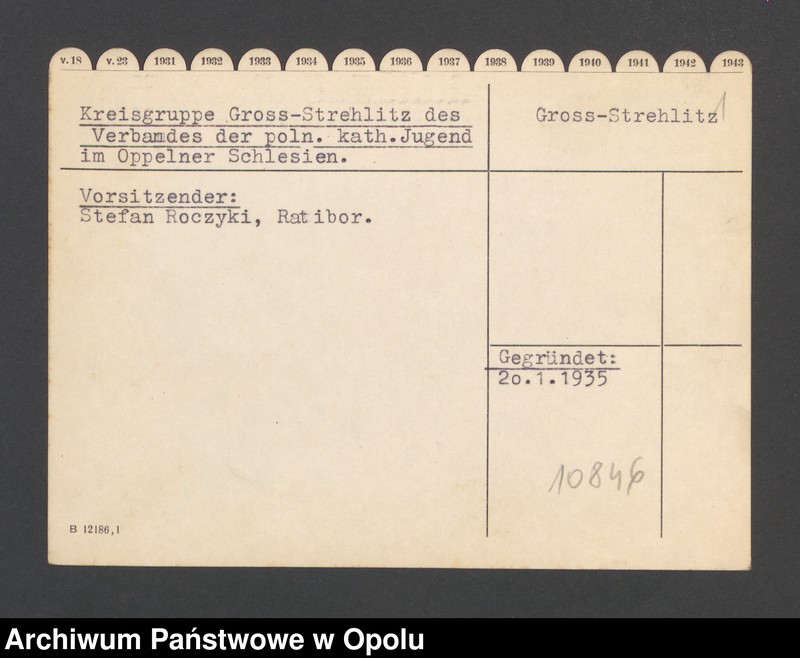 v.18 v.23 1931 1932 1933 1934 1935 1936 1937 1938 1939 1940 1941 1942 1943
Kreisgruppe Gross-Strehlitz des
Verbandes der poln. kath.Jugend
im Oppelner Schlesien.
Gross-Strehlitz
1
Vorsitzender:
Stefan Roczyki, Ratibor.
Gegründet:
2o.1.1935
10846
B 12186,1
Archiwum Państwowe w Opolu